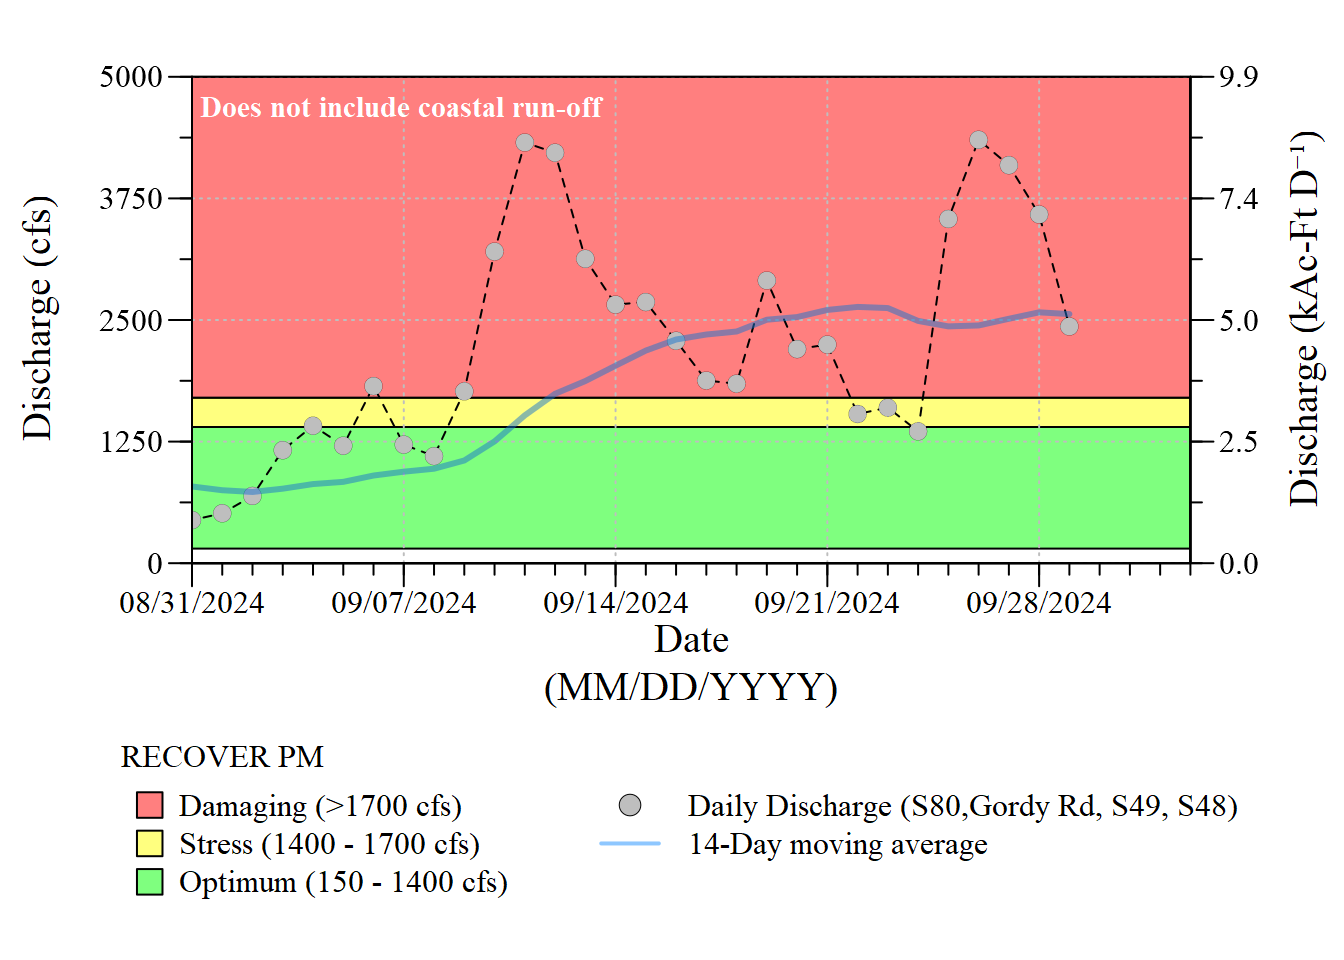 Does not include coastal run-off
5000
3750
2500
1250
0
Discharge (cfs)
9.9
7.4
5.0
2.5
0.0
Discharge (kAc-Ft D⁻¹)
08/31/2024 09/07/2024 09/14/2024 09/21/2024 09/28/2024
Date
(MM/DD/YYYY)
RECOVER PM
Damaging (>1700 cfs)
Stress (1400 - 1700 cfs)
Optimum (150 - 1400 cfs)
Daily Discharge (S80,Gordy Rd, S49, S48)
14-Day moving average